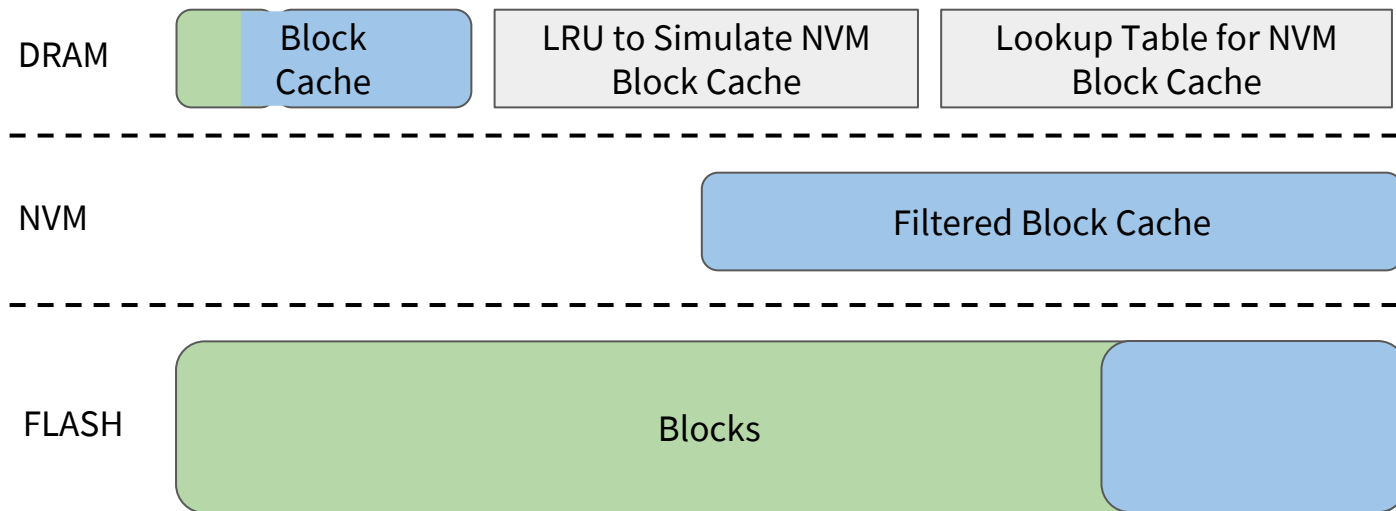 DRAM
Block
Cache
LRU to Simulate NVM
Block Cache
Lookup Table for NVM
Block Cache
NVM
Filtered Block Cache
FLASH
Blocks